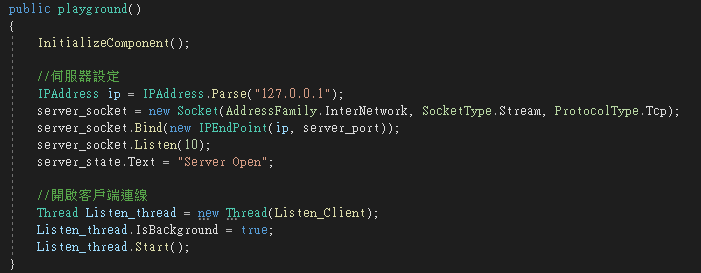 public playground()
{
InitializeComponent();
//伺服器設定
IPAddress ip = IPAddress.Parse("127.0.0.1");
server_socket = new Socket(AddressFamily.InterNetwork, SocketType.Stream, ProtocolType.Tcp);
server_socket.Bind(new IPEndPoint(ip, server_port));
server_socket.Listen(10);
server_state.Text = "Server Open";
//開啟客戶端連線
Thread Listen_thread = new Thread(Listen_Client);
Listen_thread.IsBackground = true;
Listen_thread.Start();
}